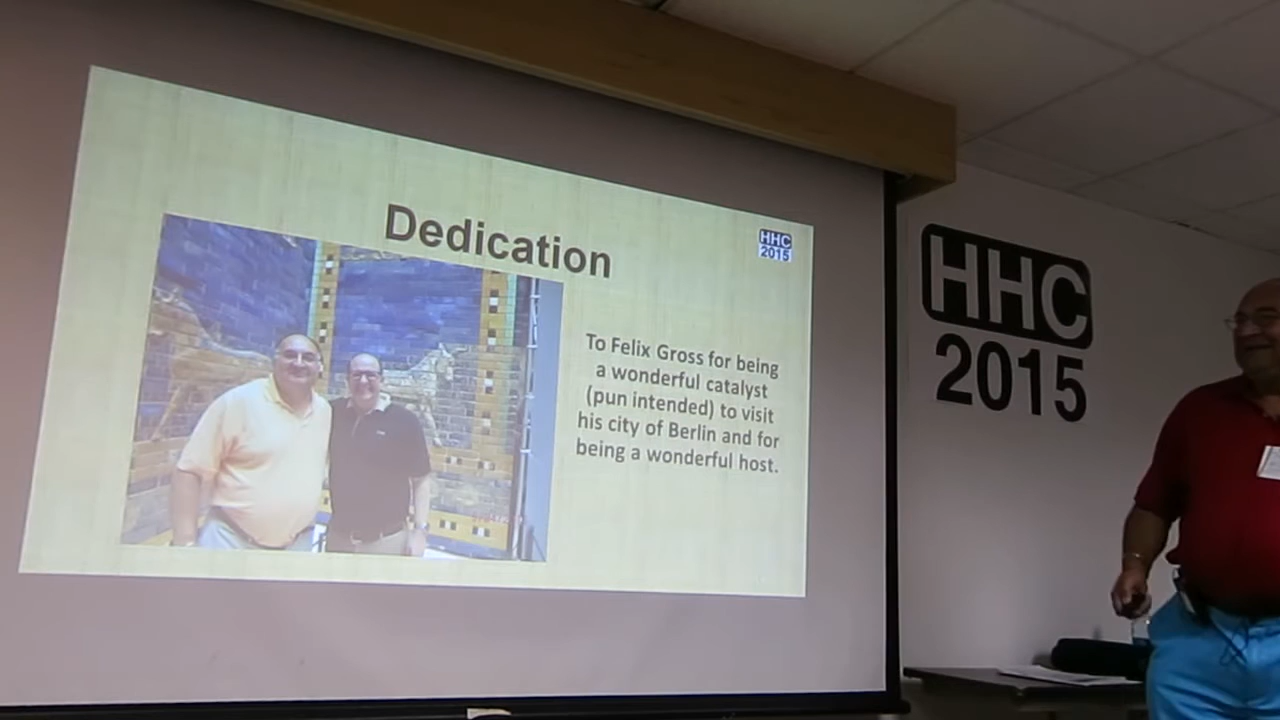 Dedication
HHC
2015
To Felix Gross for being
a wonderful catalyst
(pun intended) to visit
his city of Berlin and for
being a wonderful host.
HHC
2015